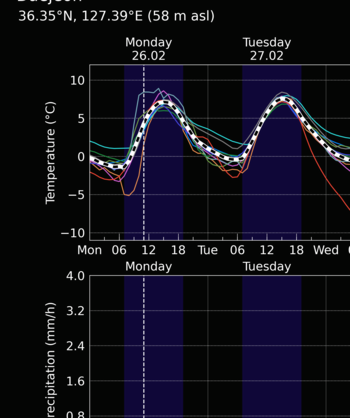 36.35°N, 127.39°E (58 m asl)
Monday Tuesday
26.02 27.02
10
5
0
−5
−10
Temperature (°C)
Mon 06 12 18 Tue 06 12 18 Wed 0
Monday Tuesday
4.0
3.2
2.4
1.6
0.8
recipitation (mm/h)